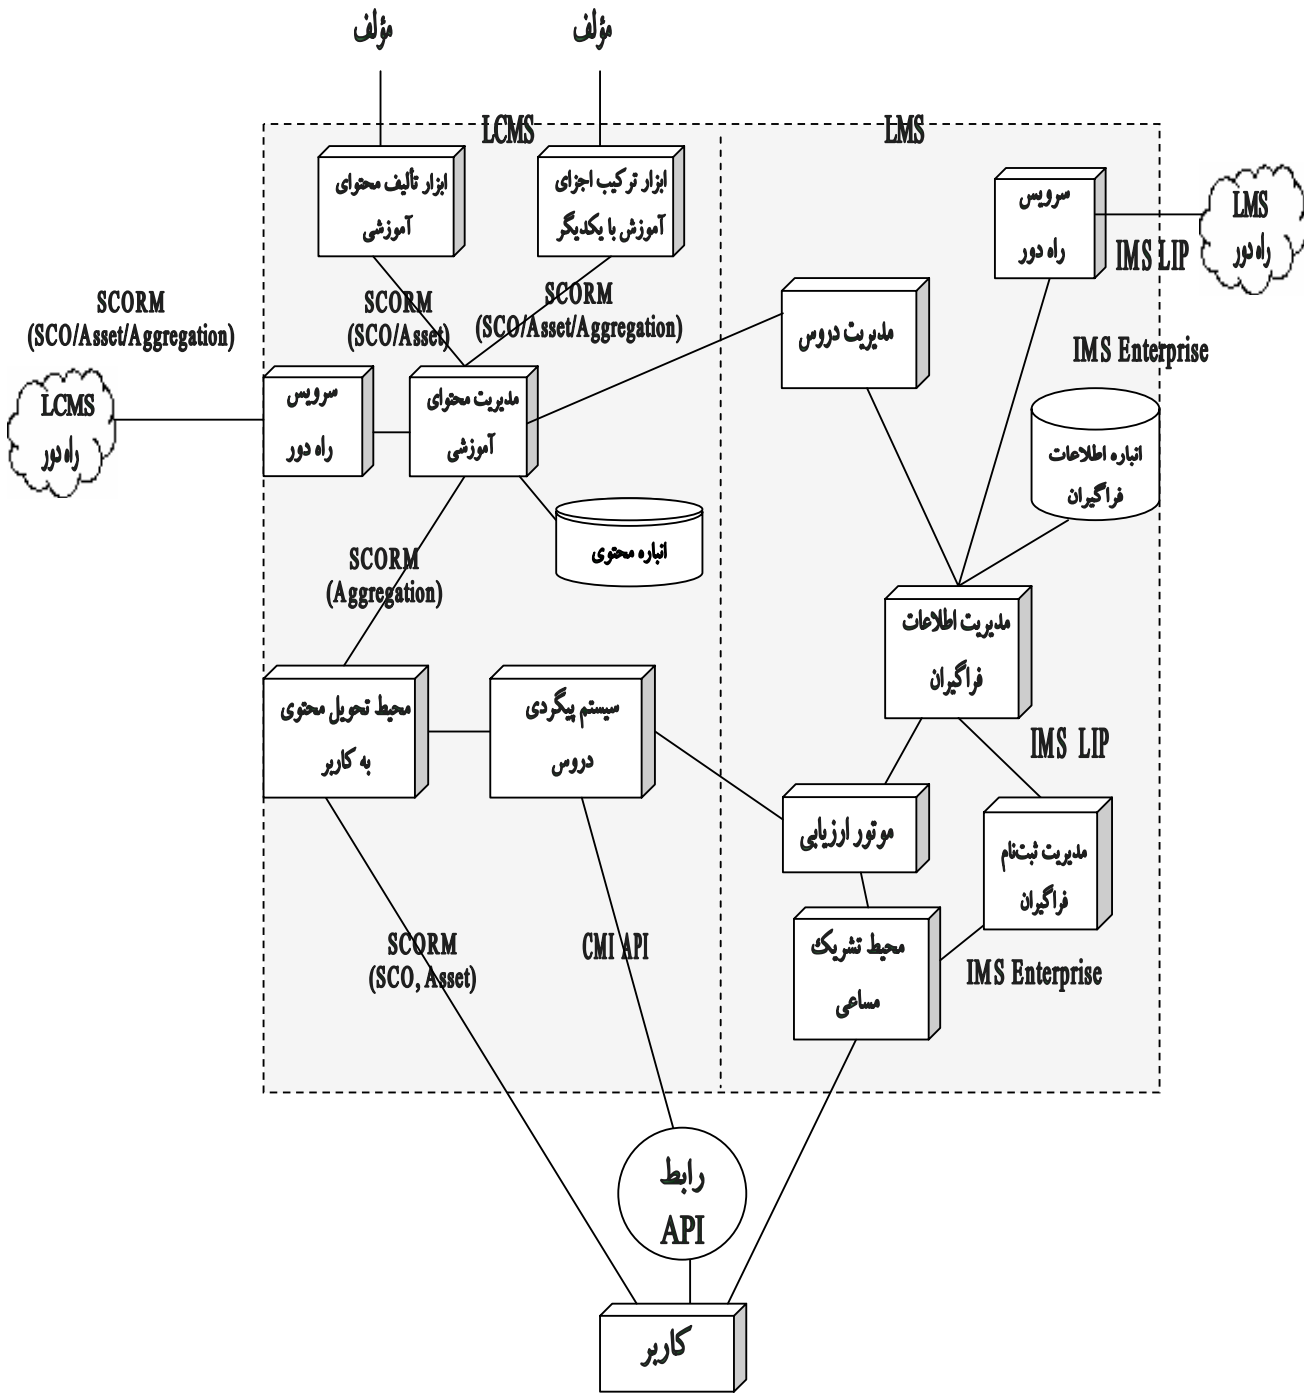 مؤلف
مؤلف
LCMS
LMS
ابزار تألیف محتوای
آموزشی
ابزار ترکیب اجزای
آموزش با یکدیگر
سرویس
راه دور
LMS
راه دور
IMS LIP
SCORM
(SCO/Asset/Aggregation)
SCORM
(SCO/Asset)
SCORM
(SCO/Asset/Aggregation)
مدیریت دروس
IMS Enterprise
LCMS
راه دور
سرویس
راه دور
مدیریت محتوای
آموزشی
انباره اطلاعات
فراگیران
انباره محتوی
SCORM
(Aggregation)
مدیریت اطلاعات
فراگیران
محیط تحویل محتوی
به کاربر
سیستم پیگردی
دروس
IMS LIP
موتور ارزیابی
مدیریت ثبت‌نام
فراگیران
SCORM
(SCO, Asset)
CMI API
محیط تشریک
مساعی
IMS Enterprise
رابط
API
کاربر